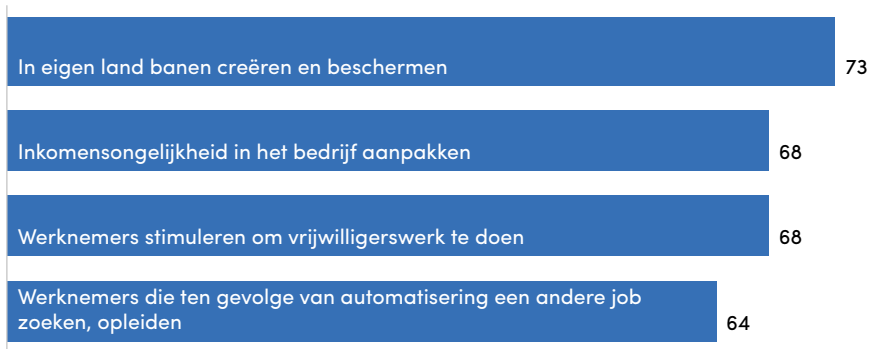 In eigen land banen creëren en beschermen
73
Inkomensongelijkheid in het bedrijf aanpakken
68
Werknemers stimuleren om vrijwilligerswerk te doen
68
Werknemers die ten gevolge van automatisering een andere job
zoeken, opleiden
64